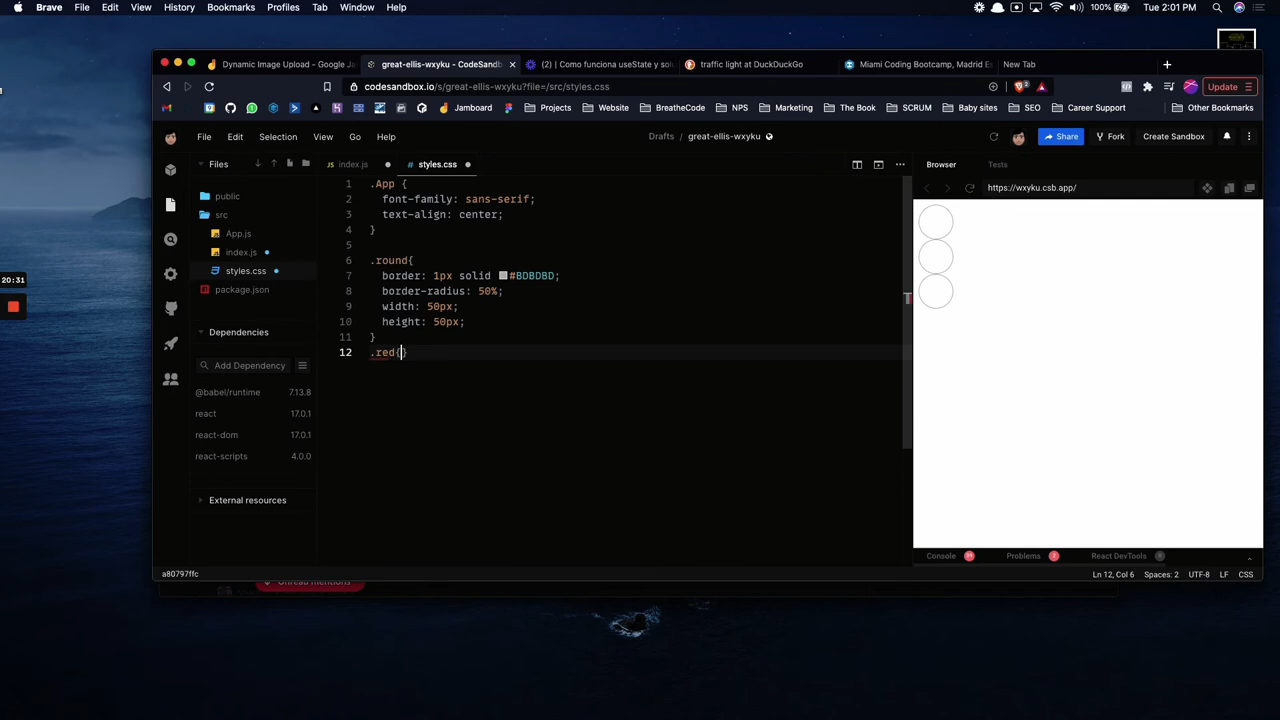 Brave File Edit View History Bookmarks Profiles Tab Window Help 100% Tue 2:01 PM
Dynamic Image Upload - Google Ja great-ellis-wxyku - CodeSandb (2) | Como funciona useState y sol traffic light at DuckDuckGo Miami Coding Bootcamp, Madrid E New Tab
codesandbox.io/s/great-ellis-wxyku?file=/src/styles.css Update
Jamboard Projects Website BreatheCode NPS Marketing The Book SCRUM Baby sites SEO Career Support Other Bookmarks
File Edit Selection View Go Help Drafts / great-ellis-wxyku Share Fork Create Sandbox
Files index.js styles.css Browser Tests
public
src
App.js
index.js
styles.css
package.json
Dependencies
Add Dependency
@babel/runtime 7.13.8
react 17.0.1
react-dom 17.0.1
react-scripts 4.0.0
External resources
1 .App {
2 font-family: sans-serif;
3 text-align: center;
4 }
5
6 .round{
7 border: 1px solid #BDBDBD;
8 border-radius: 50%;
9 width: 50px;
10 height: 50px;
11 }
12 .red{}
https://wxyku.csb.app/
Console 39 Problems 2 React DevTools 0
a80797ffc Ln 12, Col 6 Spaces: 2 UTF-8 LF CSS
20:31
Unread mentions